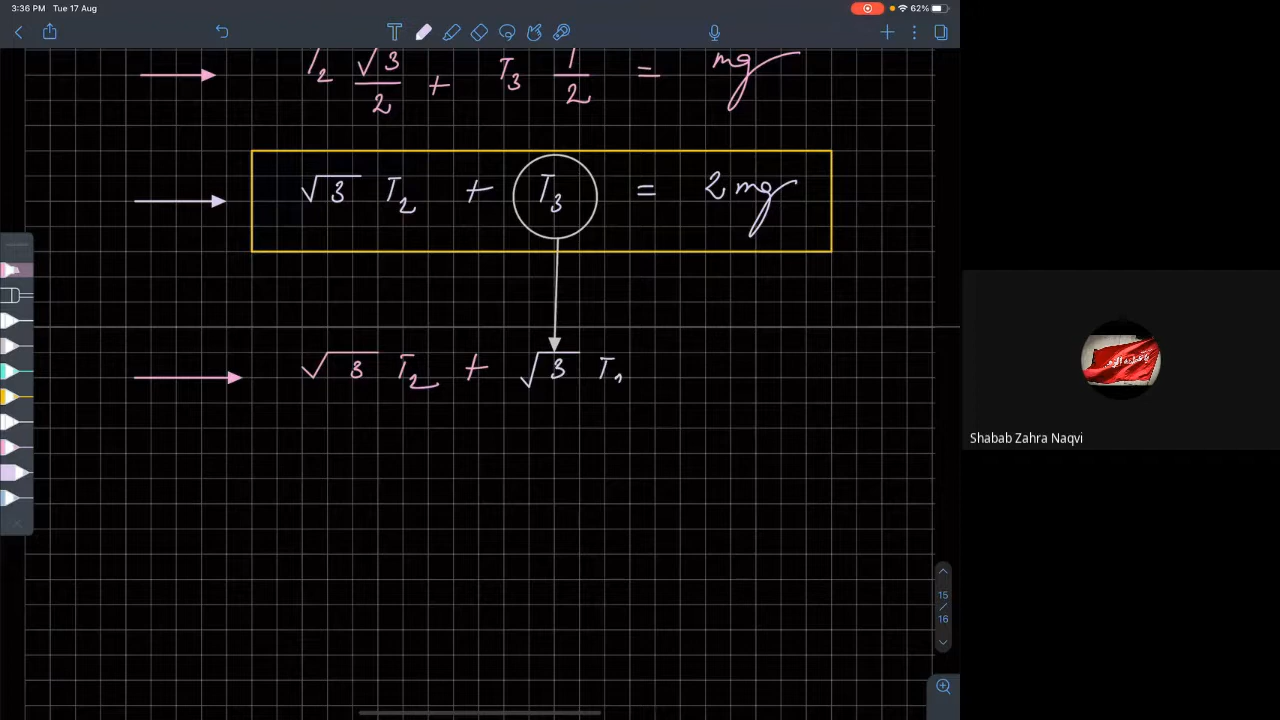 3:36 PM Tue 17 Aug
62%
T₂ √3/2 + T₃ 1/2 = mg
√3 T₂ + T₃ = 2mg
√3 T₂ + √3 T
15
/
16
Shabab Zahra Naqvi